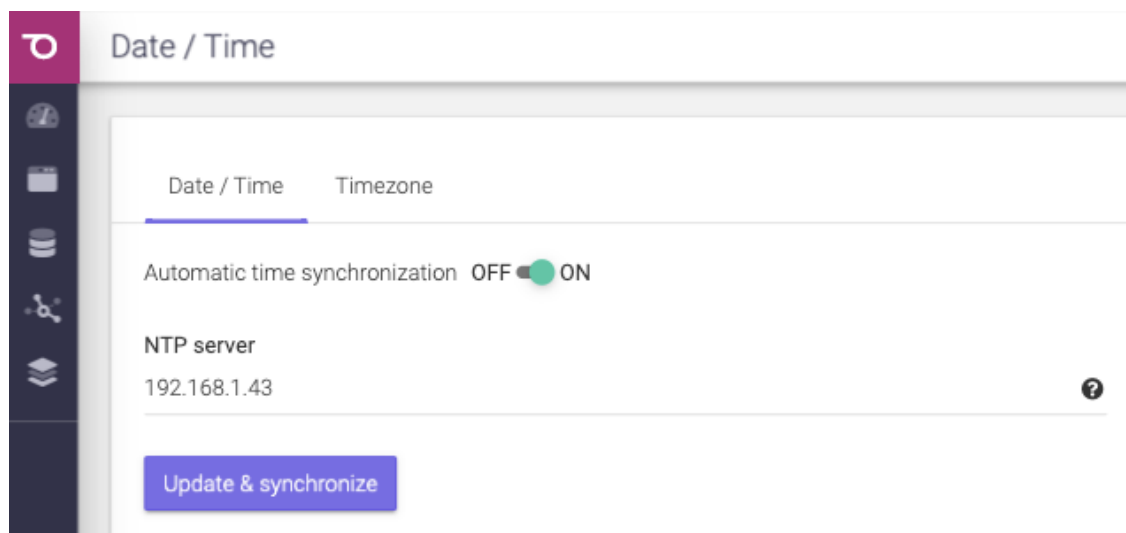 Date / Time
Date / Time Timezone
Automatic time synchronization OFF ON
NTP server
192.168.1.43
Update & synchronize